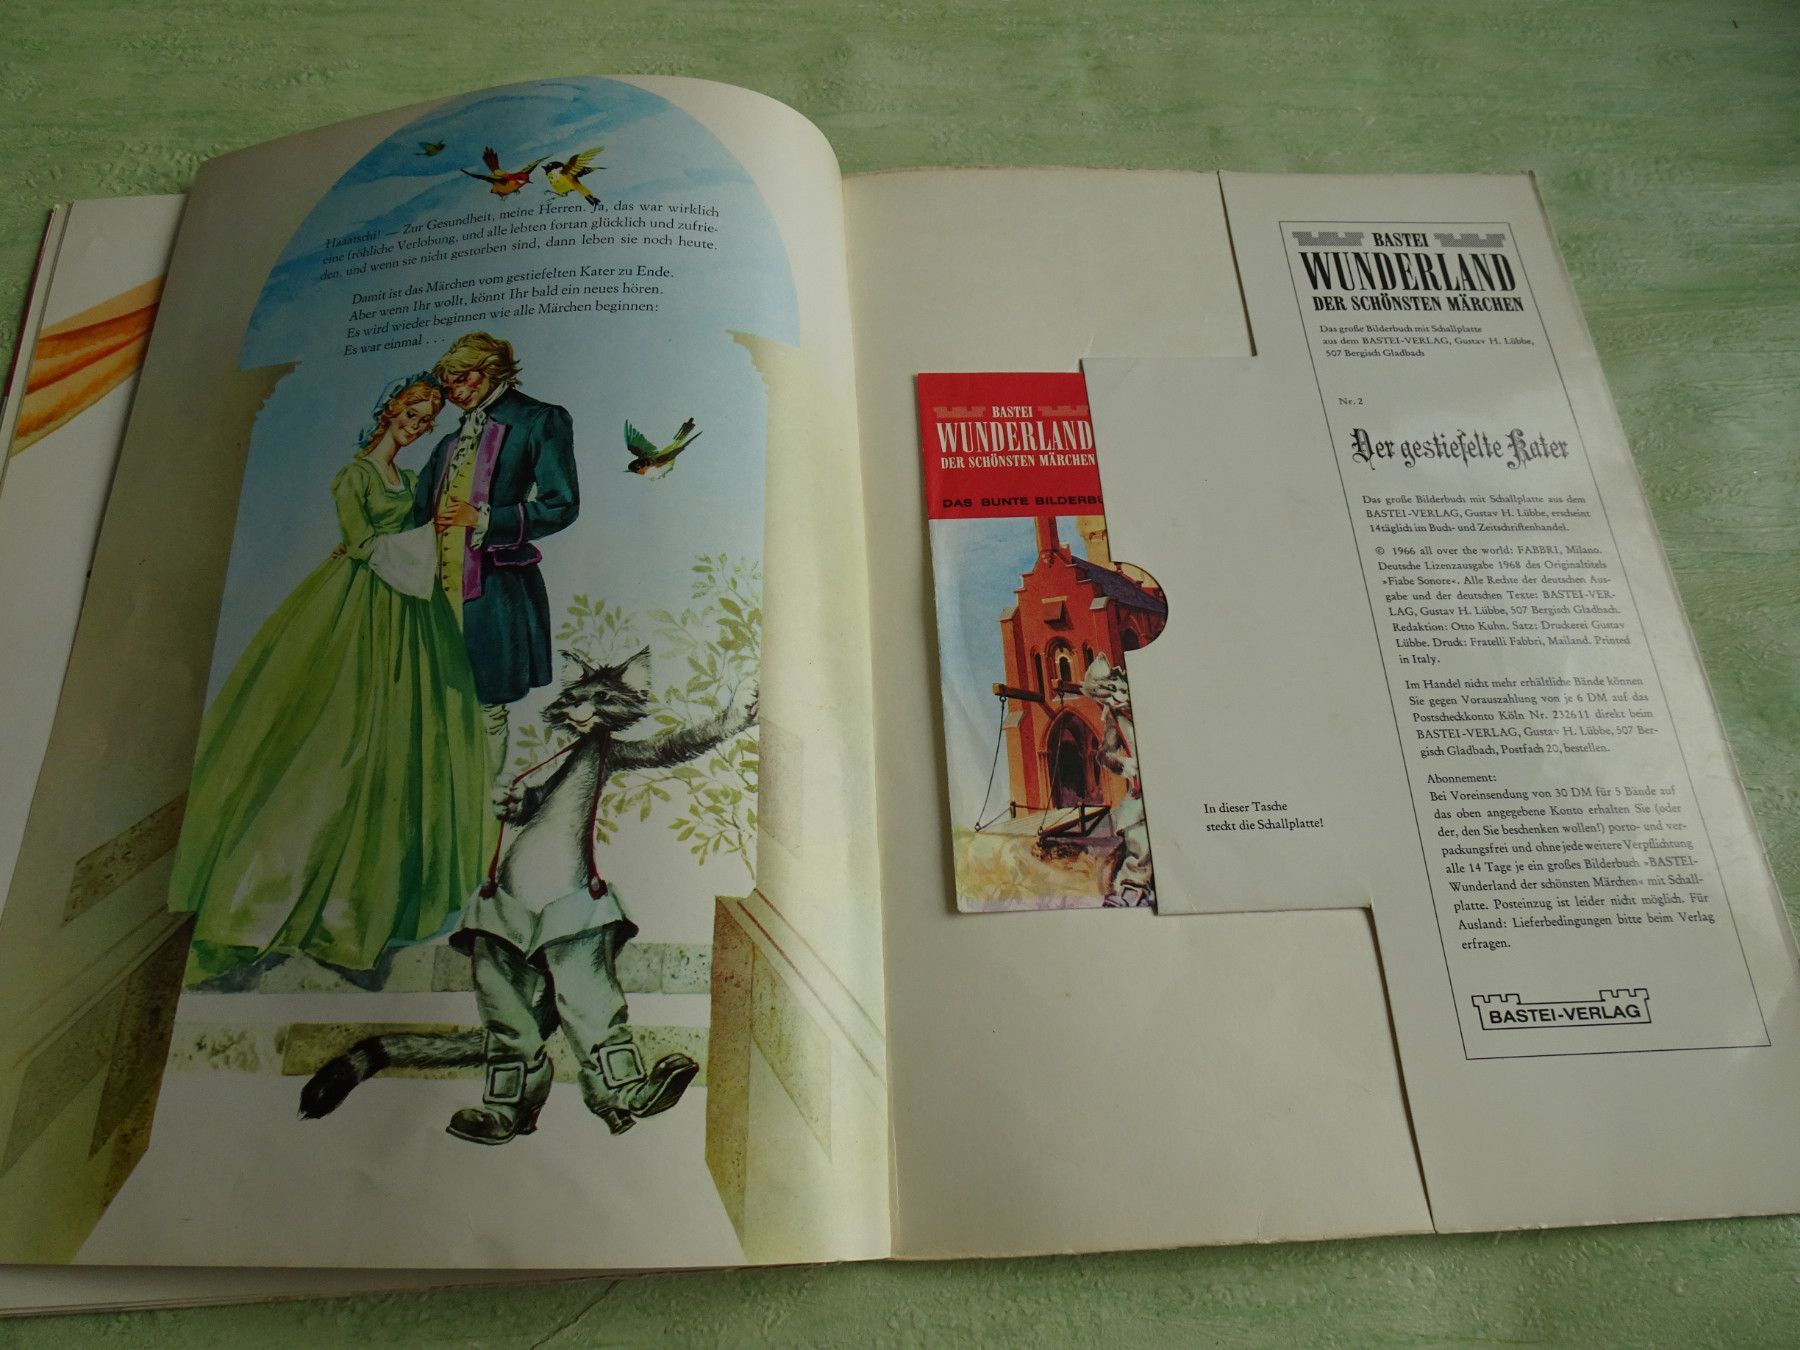 Haaatschi! — Zur Gesundheit, meine Herren. Ja, das war wirklich
eine fröhliche Verlobung, und alle lebten fortan glücklich und zufrie-
den, und wenn sie nicht gestorben sind, dann leben sie noch heute.
Damit ist das Märchen vom gestiefelten Kater zu Ende.
Aber wenn Ihr wollt, könnt Ihr bald ein neues hören.
Es wird wieder beginnen wie alle Märchen beginnen:
Es war einmal . . .
BASTEI
WUNDERLAND
DER SCHÖNSTEN MÄRCHEN
DAS BUNTE BILDERBU
In dieser Tasche
steckt die Schallplatte!
BASTEI
WUNDERLAND
DER SCHÖNSTEN MÄRCHEN
Das große Bilderbuch mit Schallplatte
aus dem BASTEI-VERLAG, Gustav H. Lübbe,
507 Bergisch Gladbach
Nr. 2
Der gestiefelte Kater
Das große Bilderbuch mit Schallplatte aus dem
BASTEI-VERLAG, Gustav H. Lübbe, erscheint
14täglich im Buch- und Zeitschriftenhandel.
© 1966 all over the world: FABBRI, Milano.
Deutsche Lizenzausgabe 1968 des Originaltitels
»Fiabe Sonore«. Alle Rechte der deutschen Aus-
gabe und der deutschen Texte: BASTEI-VER-
LAG, Gustav H. Lübbe, 507 Bergisch Gladbach.
Redaktion: Otto Kuhn. Satz: Druckerei Gustav
Lübbe. Druck: Fratelli Fabbri, Mailand. Printed
in Italy.
Im Handel nicht mehr erhältliche Bände können
Sie gegen Vorauszahlung von je 6 DM auf das
Postscheckkonto Köln Nr. 232611 direkt beim
BASTEI-VERLAG, Gustav H. Lübbe, 507 Ber-
gisch Gladbach, Postfach 20, bestellen.
Abonnement:
Bei Voreinsendung von 30 DM für 5 Bände auf
das oben angegebene Konto erhalten Sie (oder
der, den Sie beschenken wollen!) porto- und ver-
packungsfrei und ohne jede weitere Verpflichtung
alle 14 Tage je ein großes Bilderbuch »BASTEI-
Wunderland der schönsten Märchen« mit Schall-
platte. Posteinzug ist leider nicht möglich. Für
Ausland: Lieferbedingungen bitte beim Verlag
erfragen.
BASTEI-VERLAG